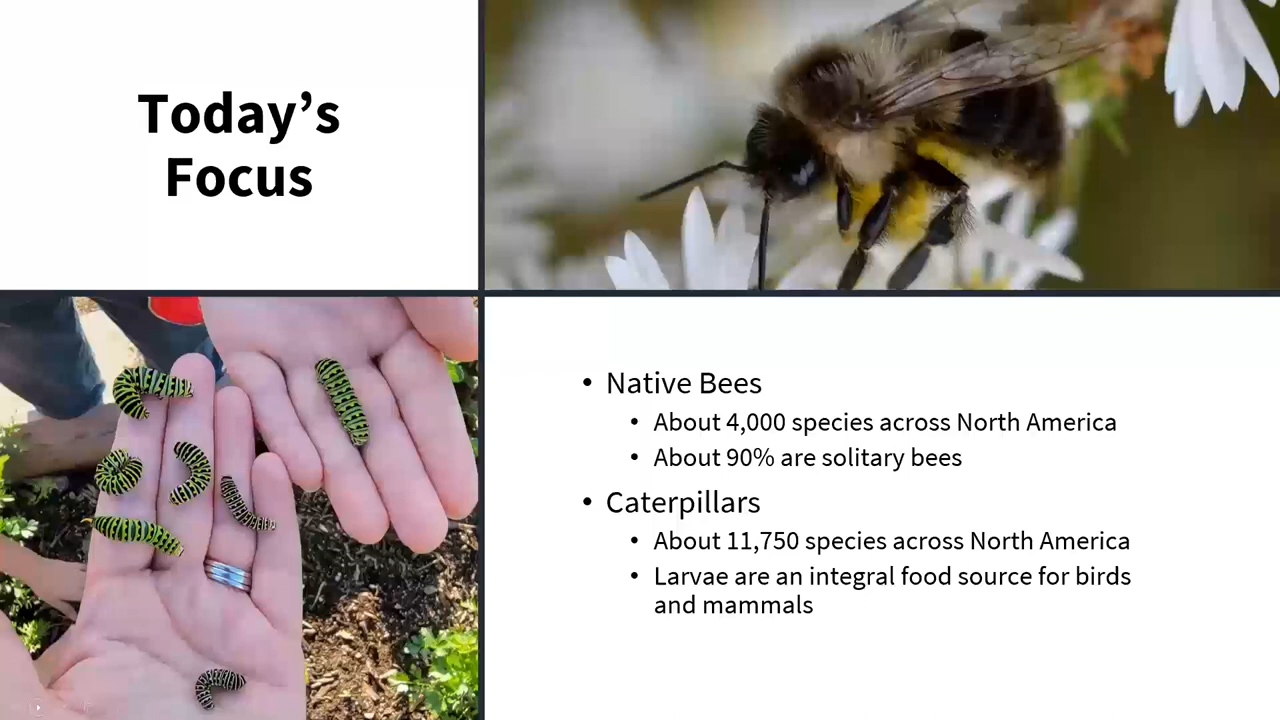 Today’s
Focus
• Native Bees
• About 4,000 species across North America
• About 90% are solitary bees
• Caterpillars
• About 11,750 species across North America
• Larvae are an integral food source for birds
and mammals